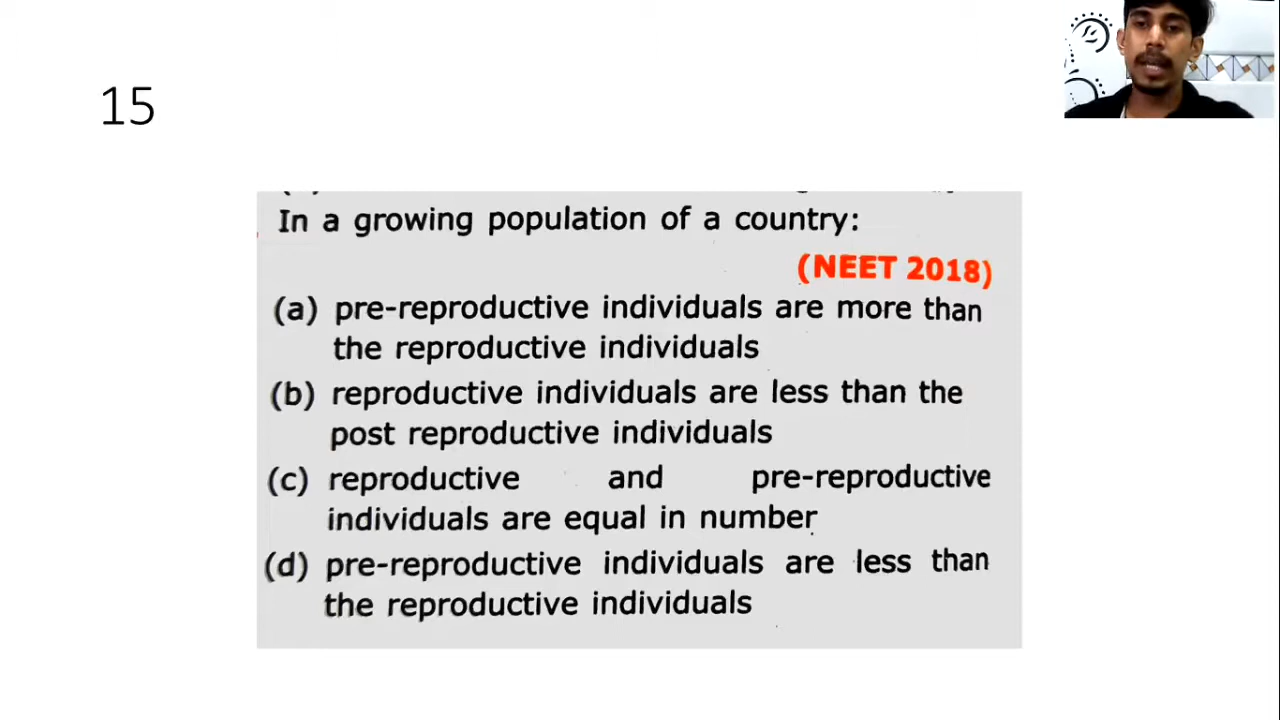 15
In a growing population of a country:
(NEET 2018)
(a) pre-reproductive individuals are more than
the reproductive individuals
(b) reproductive individuals are less than the
post reproductive individuals
(c) reproductive and pre-reproductive
individuals are equal in number
(d) pre-reproductive individuals are less than
the reproductive individuals